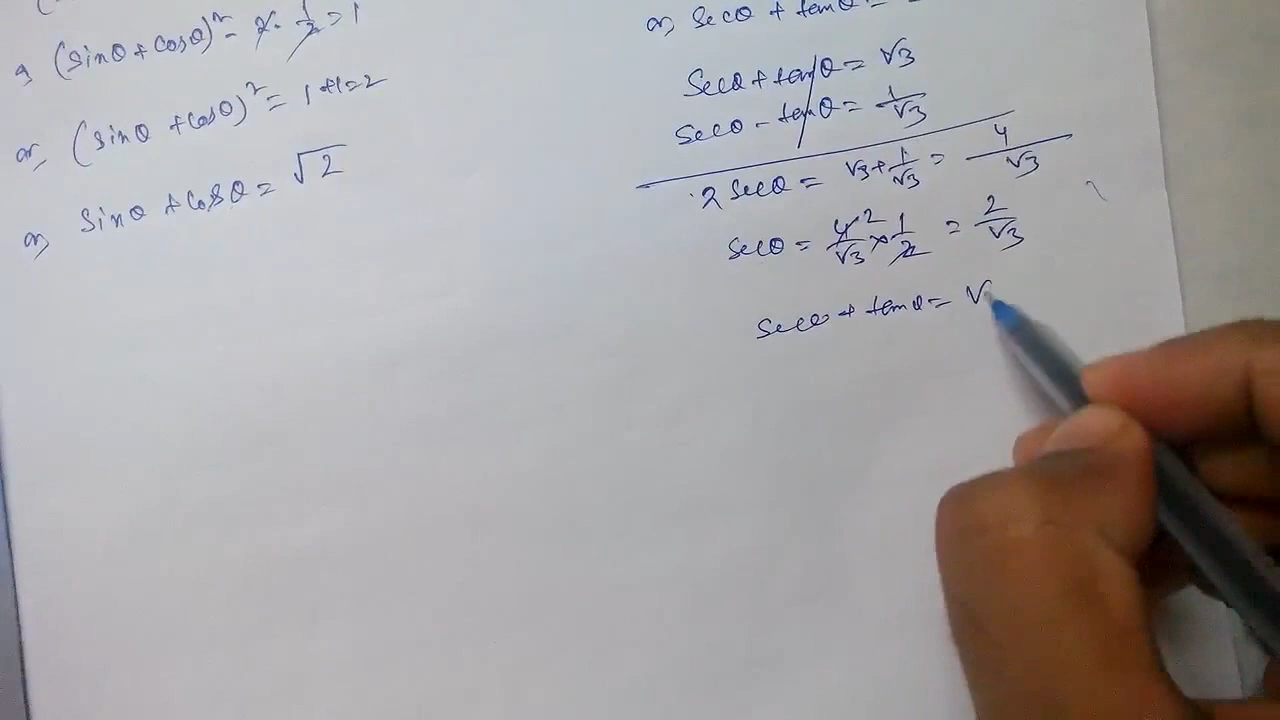 (sinθ + cosθ)² - 2·1/2 = 1
or, (sinθ + cosθ)² = 1+1=2
or, sinθ + cosθ = √2
or, secθ + tanθ =
secθ + tanθ = √3
secθ - tanθ = 1/√3
2 secθ = √3 + 1/√3 = 4/√3
secθ = 4/√3 2 × 1/2 = 2/√3
secθ + tanθ = √